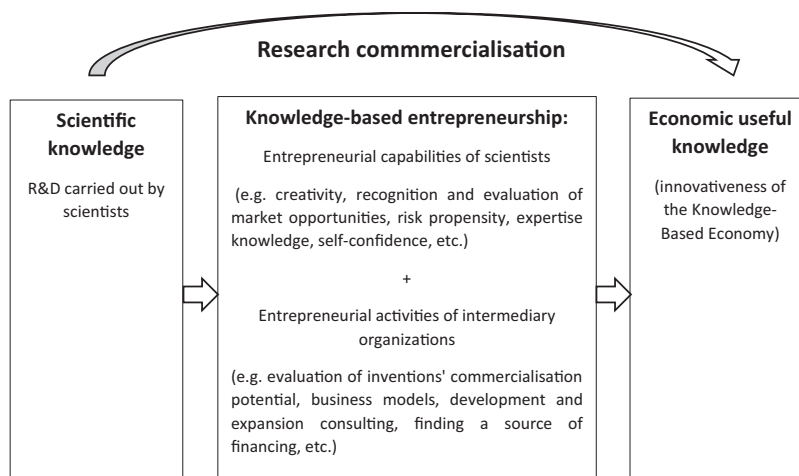 Research commmercialisation
Scientific
knowledge
R&D carried out by
scientists
Knowledge-based entrepreneurship:
Entrepreneurial capabilities of scientists
(e.g. creativity, recognition and evaluation of
market opportunities, risk propensity, expertise
knowledge, self-confidence, etc.)
+
Entrepreneurial activities of intermediary
organizations
(e.g. evaluation of inventions' commercialisation
potential, business models, development and
expansion consulting, finding a source of
financing, etc.)
Economic useful
knowledge
(innovativeness of
the Knowledge-
Based Economy)